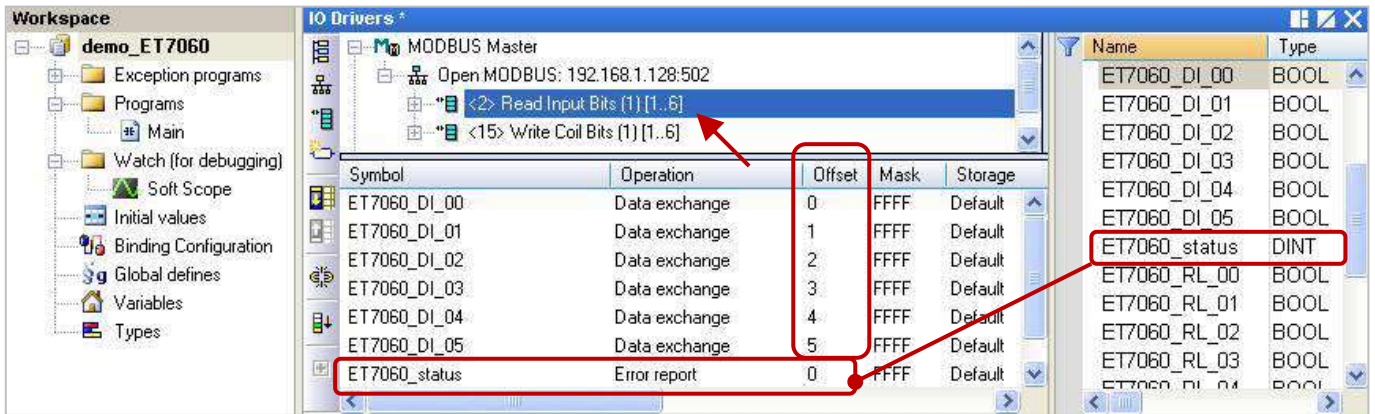 Workspace
demo_ET7060
Exception programs
Programs
Main
Watch (for debugging)
Soft Scope
Initial values
Binding Configuration
Global defines
Variables
Types
IO Drivers *
MODBUS Master
Open MODBUS: 192.168.1.128:502
<2> Read Input Bits (1) [1..6]
<15> Write Coil Bits (1) [1..6]
Symbol Operation Offset Mask Storage
ET7060_DI_00 Data exchange 0 FFFF Default
ET7060_DI_01 Data exchange 1 FFFF Default
ET7060_DI_02 Data exchange 2 FFFF Default
ET7060_DI_03 Data exchange 3 FFFF Default
ET7060_DI_04 Data exchange 4 FFFF Default
ET7060_DI_05 Data exchange 5 FFFF Default
ET7060_status Error report 0 FFFF Default
Name Type
ET7060_DI_00 BOOL
ET7060_DI_01 BOOL
ET7060_DI_02 BOOL
ET7060_DI_03 BOOL
ET7060_DI_04 BOOL
ET7060_DI_05 BOOL
ET7060_status DINT
ET7060_RL_00 BOOL
ET7060_RL_01 BOOL
ET7060_RL_02 BOOL
ET7060_RL_03 BOOL